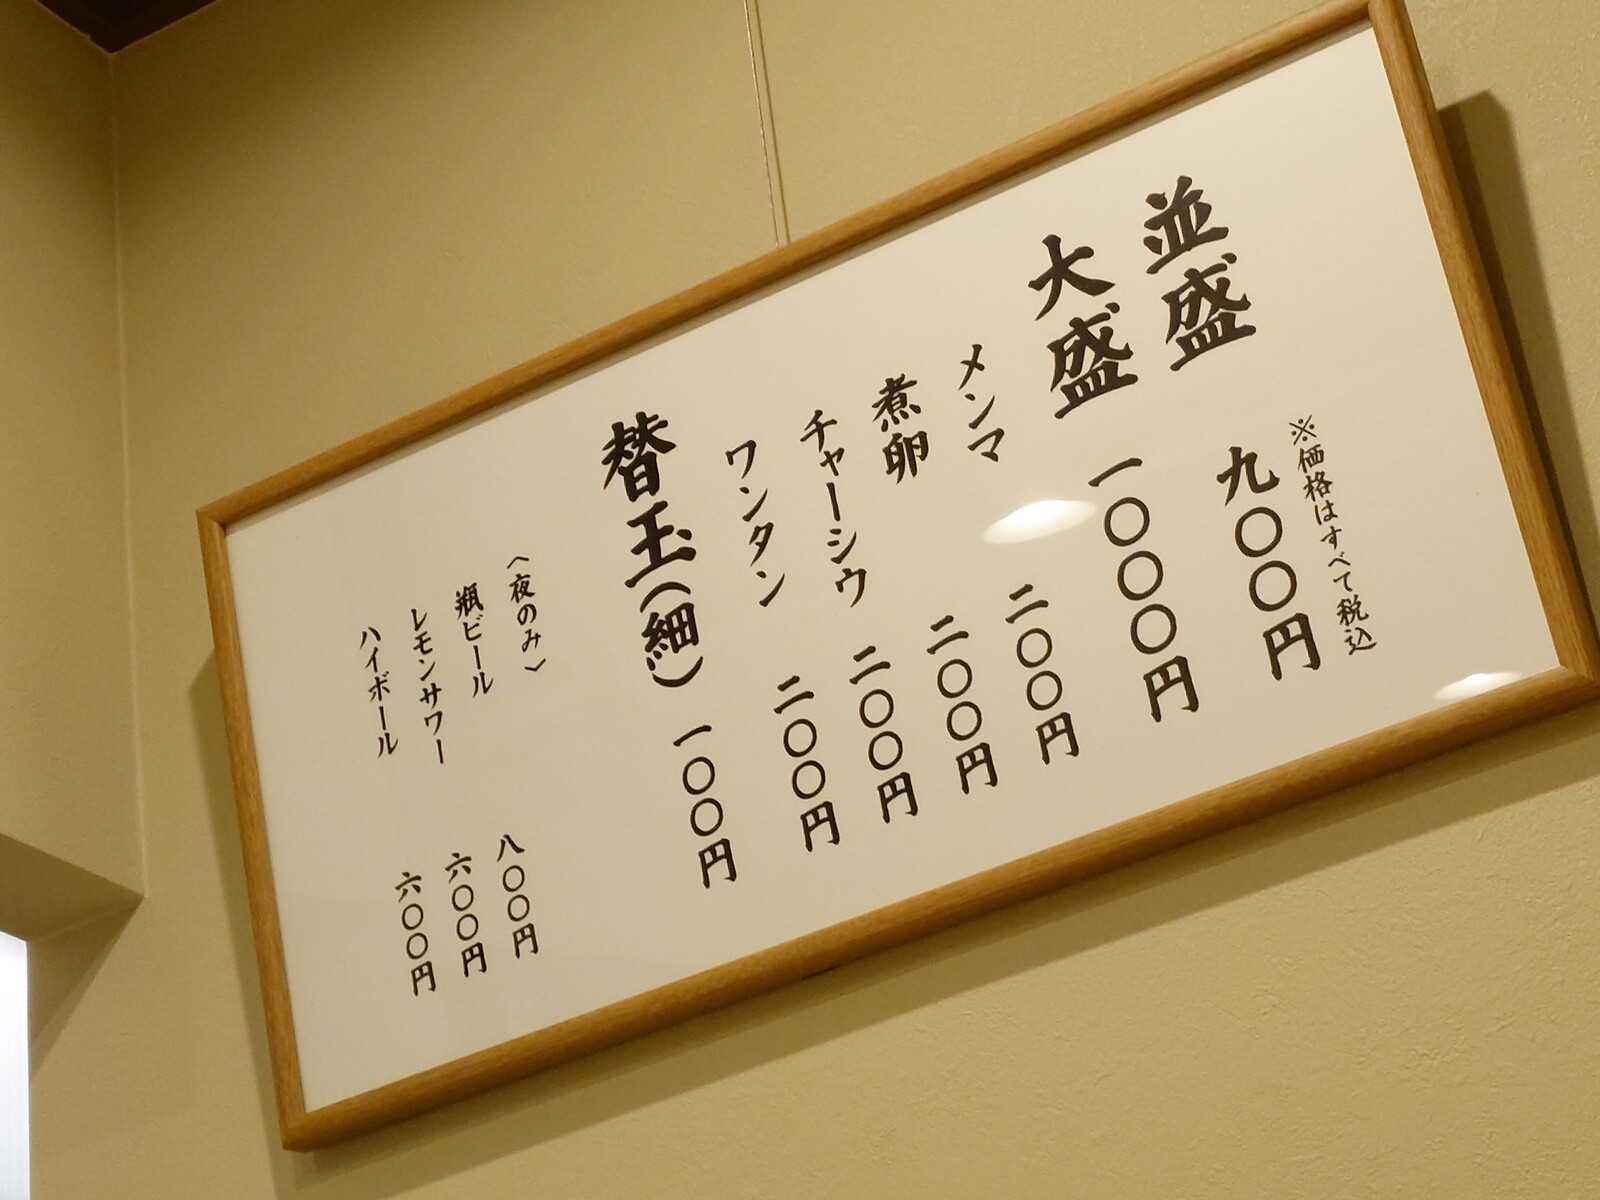 ※価格はすべて税込
並盛 九〇〇円
大盛 一〇〇〇円
メンマ 二〇〇円
煮卵 二〇〇円
チャーシウ 二〇〇円
ワンタン 二〇〇円
替玉(細) 一〇〇円
〈夜のみ〉
瓶ビール 八〇〇円
レモンサワー 六〇〇円
ハイボール 六〇〇円